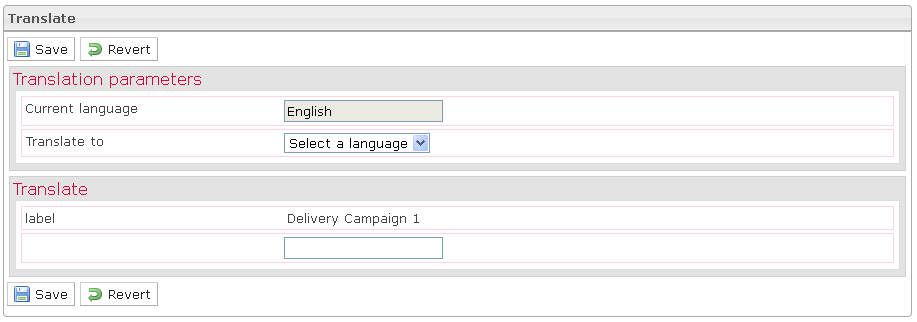 Translate
Save Revert
Translation parameters
Current language English
Translate to Select a language
Translate
label Delivery Campaign 1
Save Revert